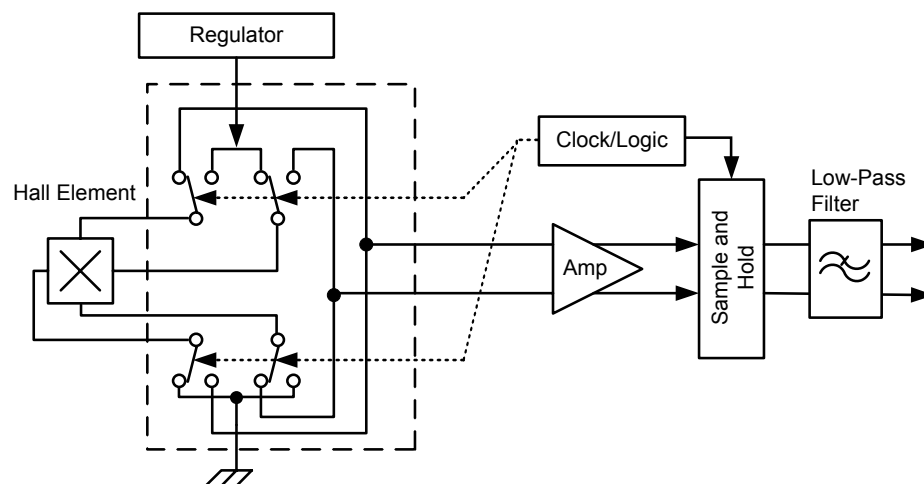 Regulator
Clock/Logic
Hall Element
Low-Pass
Filter
Amp
Sample and
Hold